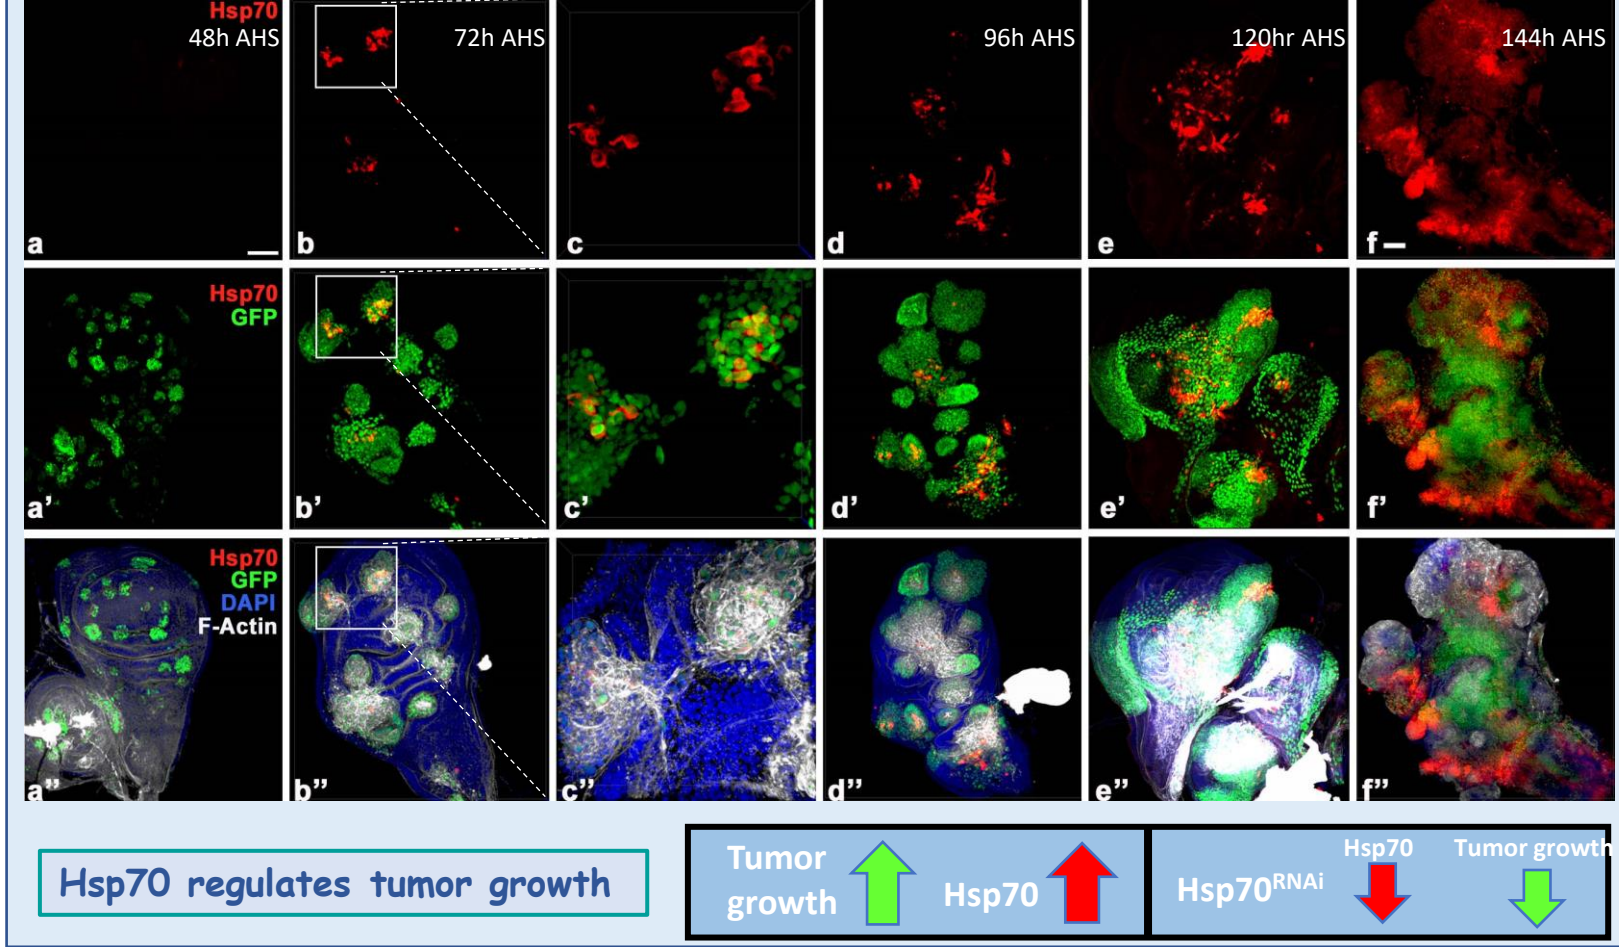 Hsp70
48h AHS
72h AHS
96h AHS
120hr AHS
144h AHS
a
b
c
d
e
f
Hsp70
GFP
a’
b’
c’
d’
e’
f’
Hsp70
GFP
DAPI
F-Actin
a”
b”
c”
d”
e”
f”
Hsp70 regulates tumor growth
Tumor
growth
Hsp70
Hsp70RNAi
Hsp70
Tumor growth